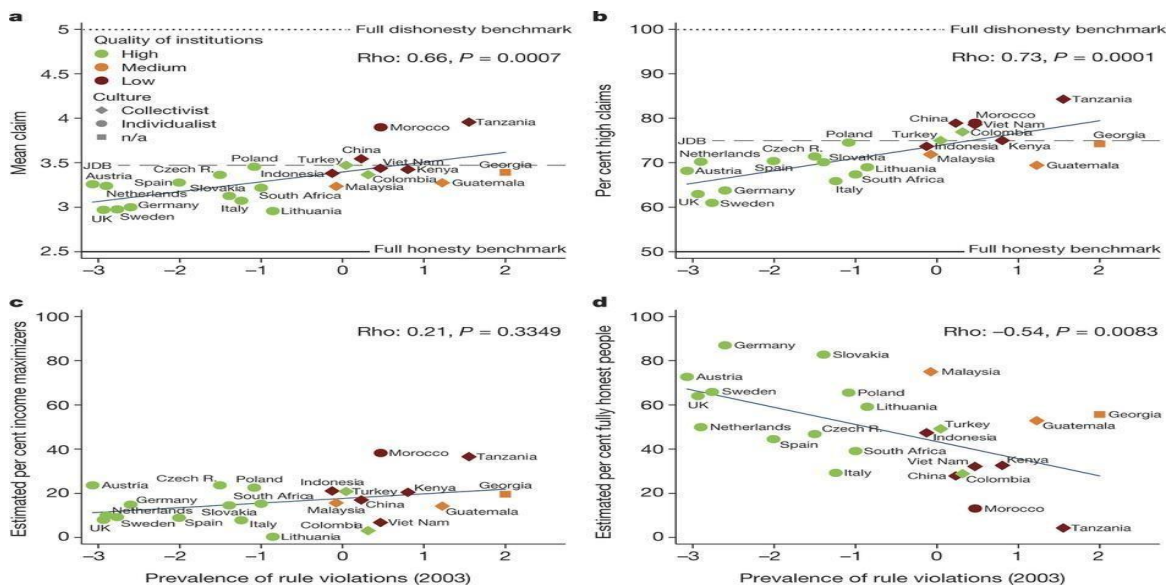 a
Mean claim
5
4.5
4
3.5
3
2.5
Full dishonesty benchmark
Quality of institutions
High
Medium
Low
Culture
Collectivist
Individualist
n/a
Rho: 0.66, P = 0.0007
Tanzania
Morocco
China
Turkey
Poland
JDB
Austria
Czech R.
Indonesia
Viet Nam
Kenya
Georgia
Spain
Netherlands
Slovakia
Colombia
Malaysia
Guatemala
South Africa
Germany
Italy
UK
Sweden
Lithuania
Full honesty benchmark
–3
–2
–1
0
1
2
b
Per cent high claims
100
90
80
70
60
50
Full dishonesty benchmark
Rho: 0.73, P = 0.0001
Tanzania
Morocco
China
Viet Nam
Turkey
Colombia
Poland
JDB
Georgia
Netherlands
Slovakia
Indonesia
Kenya
Czech R.
Malaysia
Austria
Spain
Lithuania
Guatemala
South Africa
Italy
Germany
UK
Sweden
Full honesty benchmark
–3
–2
–1
0
1
2
c
Estimated per cent income maximizers
100
80
60
40
20
0
Rho: 0.21, P = 0.3349
Morocco
Tanzania
Czech R.
Poland
Indonesia
Austria
Germany
South Africa
Turkey
Kenya
Georgia
China
Netherlands
Slovakia
Malaysia
Guatemala
UK
Sweden
Spain
Italy
Colombia
Viet Nam
Lithuania
–3
–2
–1
0
1
2
Prevalence of rule violations (2003)
d
Estimated per cent fully honest people
100
80
60
40
20
0
Rho: –0.54, P = 0.0083
Germany
Slovakia
Malaysia
Austria
Sweden
Poland
UK
Lithuania
Georgia
Netherlands
Turkey
Guatemala
Czech R.
Indonesia
Spain
South Africa
Viet Nam
Kenya
Italy
China
Colombia
Morocco
Tanzania
–3
–2
–1
0
1
2
Prevalence of rule violations (2003)